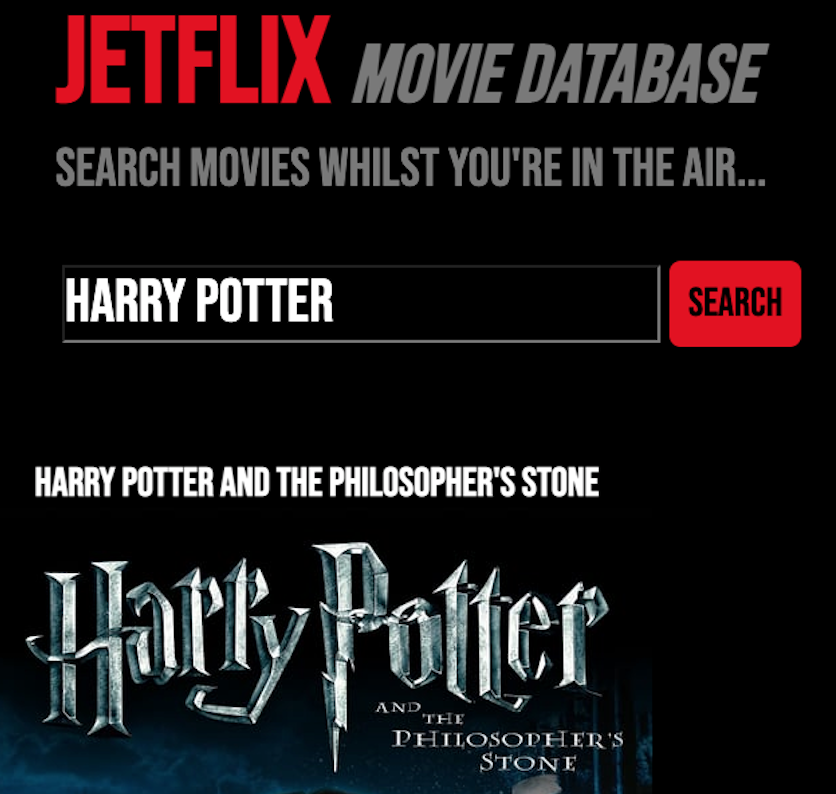 JETFLIX MOVIE DATABASE
SEARCH MOVIES WHILST YOU'RE IN THE AIR...
HARRY POTTER SEARCH
HARRY POTTER AND THE PHILOSOPHER'S STONE
Harry Potter
AND THE
PHILOSOPHER'S
STONE